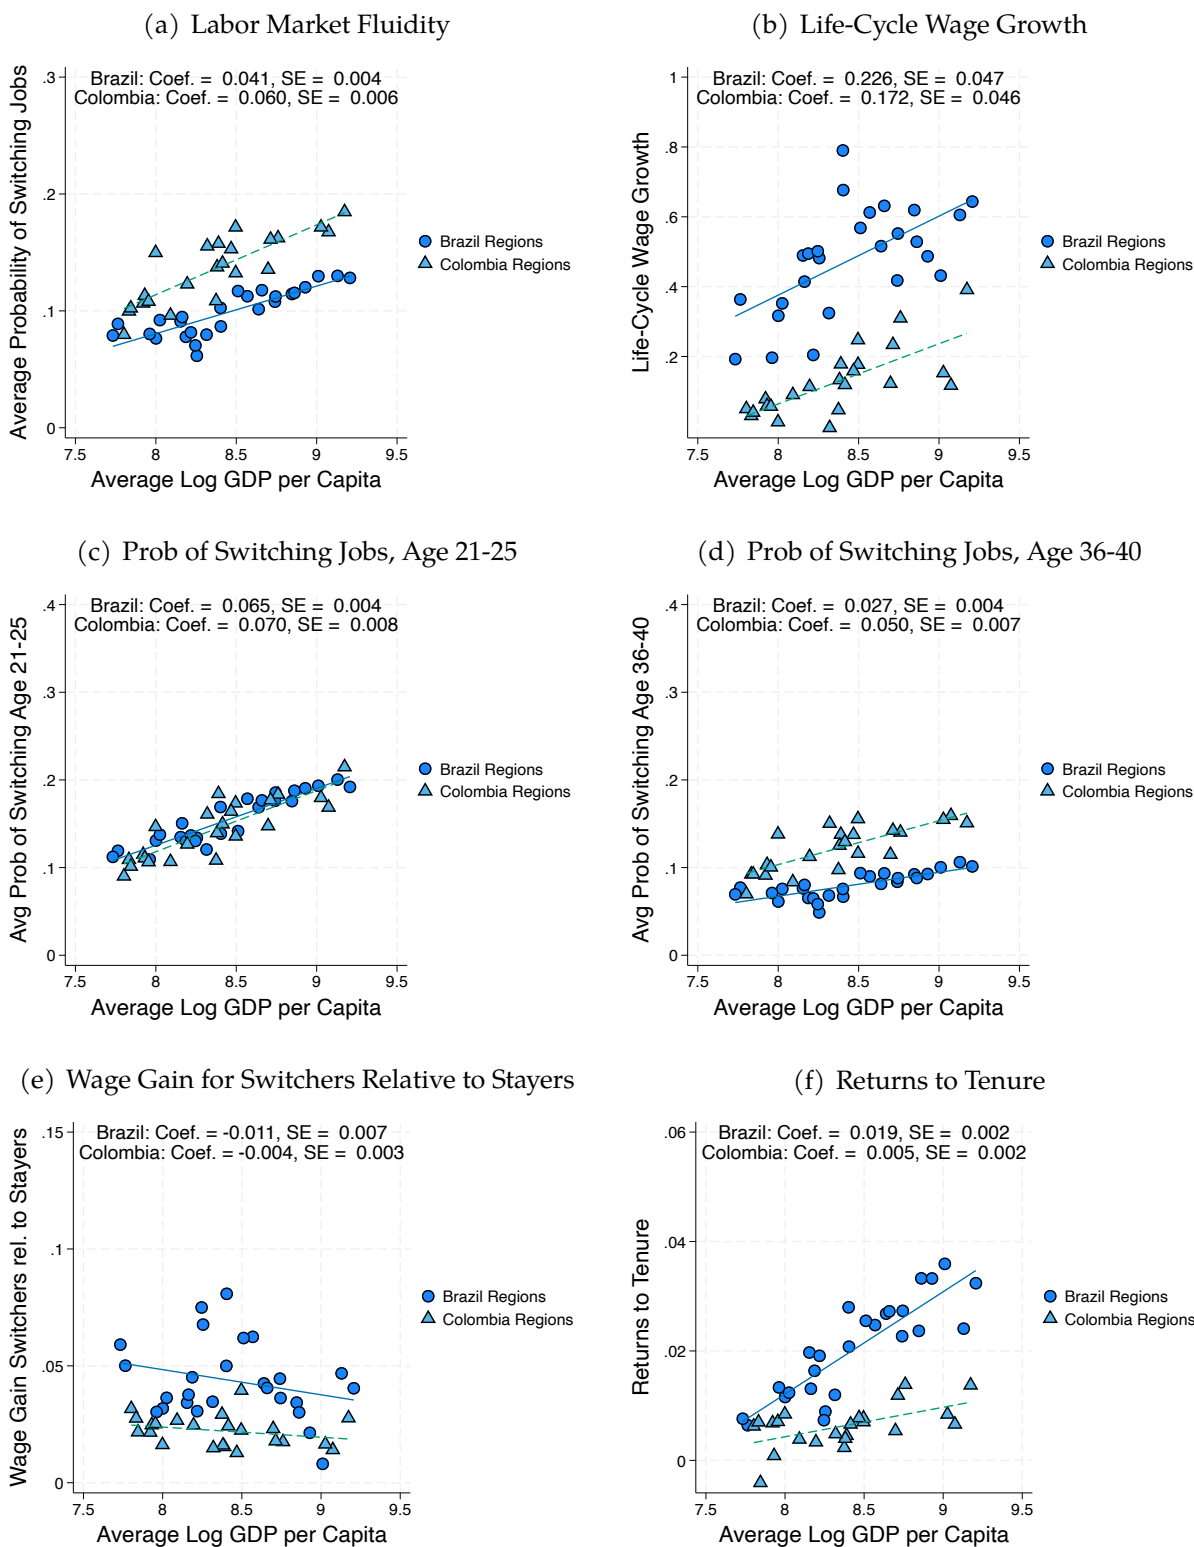 (a) Labor Market Fluidity
Brazil: Coef. = 0.041, SE = 0.004
Colombia: Coef. = 0.060, SE = 0.006
Average Probability of Switching Jobs
.3
.2
.1
0
7.5 8 8.5 9 9.5
Average Log GDP per Capita
Brazil Regions
Colombia Regions
(b) Life-Cycle Wage Growth
Brazil: Coef. = 0.226, SE = 0.047
Colombia: Coef. = 0.172, SE = 0.046
Life-Cycle Wage Growth
1
.8
.6
.4
.2
7.5 8 8.5 9 9.5
Average Log GDP per Capita
Brazil Regions
Colombia Regions
(c) Prob of Switching Jobs, Age 21-25
Brazil: Coef. = 0.065, SE = 0.004
Colombia: Coef. = 0.070, SE = 0.008
Avg Prob of Switching Age 21-25
.4
.3
.2
.1
0
7.5 8 8.5 9 9.5
Average Log GDP per Capita
Brazil Regions
Colombia Regions
(d) Prob of Switching Jobs, Age 36-40
Brazil: Coef. = 0.027, SE = 0.004
Colombia: Coef. = 0.050, SE = 0.007
Avg Prob of Switching Age 36-40
.4
.3
.2
.1
0
7.5 8 8.5 9 9.5
Average Log GDP per Capita
Brazil Regions
Colombia Regions
(e) Wage Gain for Switchers Relative to Stayers
Brazil: Coef. = -0.011, SE = 0.007
Colombia: Coef. = -0.004, SE = 0.003
Wage Gain Switchers rel. to Stayers
.15
.1
.05
0
7.5 8 8.5 9 9.5
Average Log GDP per Capita
Brazil Regions
Colombia Regions
(f) Returns to Tenure
Brazil: Coef. = 0.019, SE = 0.002
Colombia: Coef. = 0.005, SE = 0.002
Returns to Tenure
.06
.04
.02
0
7.5 8 8.5 9 9.5
Average Log GDP per Capita
Brazil Regions
Colombia Regions